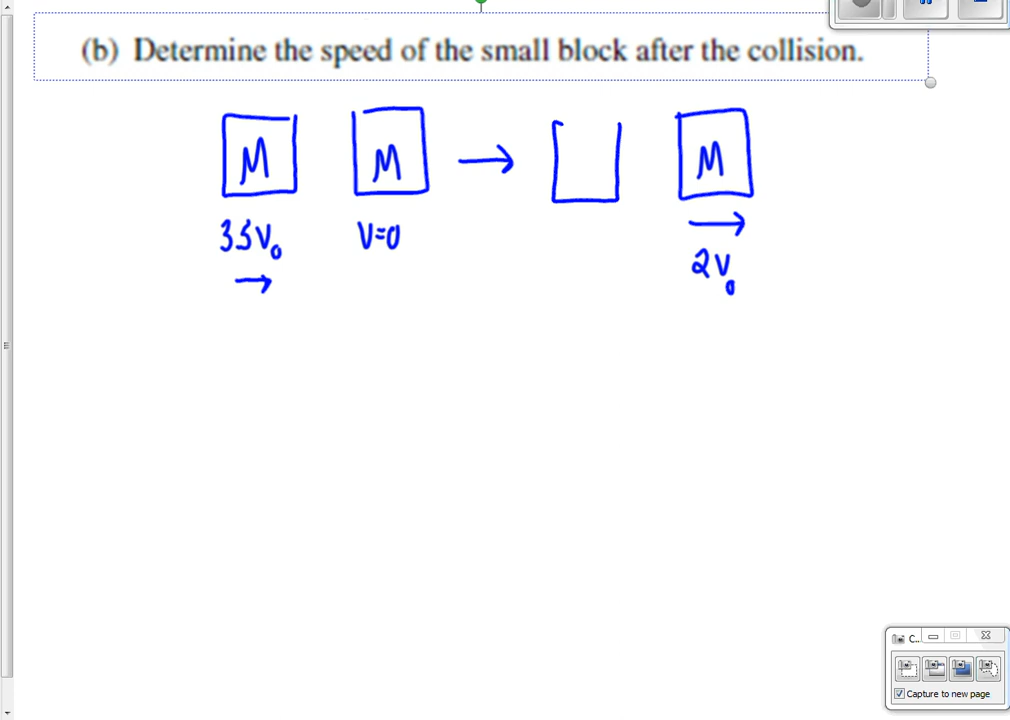 (b) Determine the speed of the small block after the collision.
M M → M
3.5v₀ → v=0 → 2v₀
C...
Capture to new page